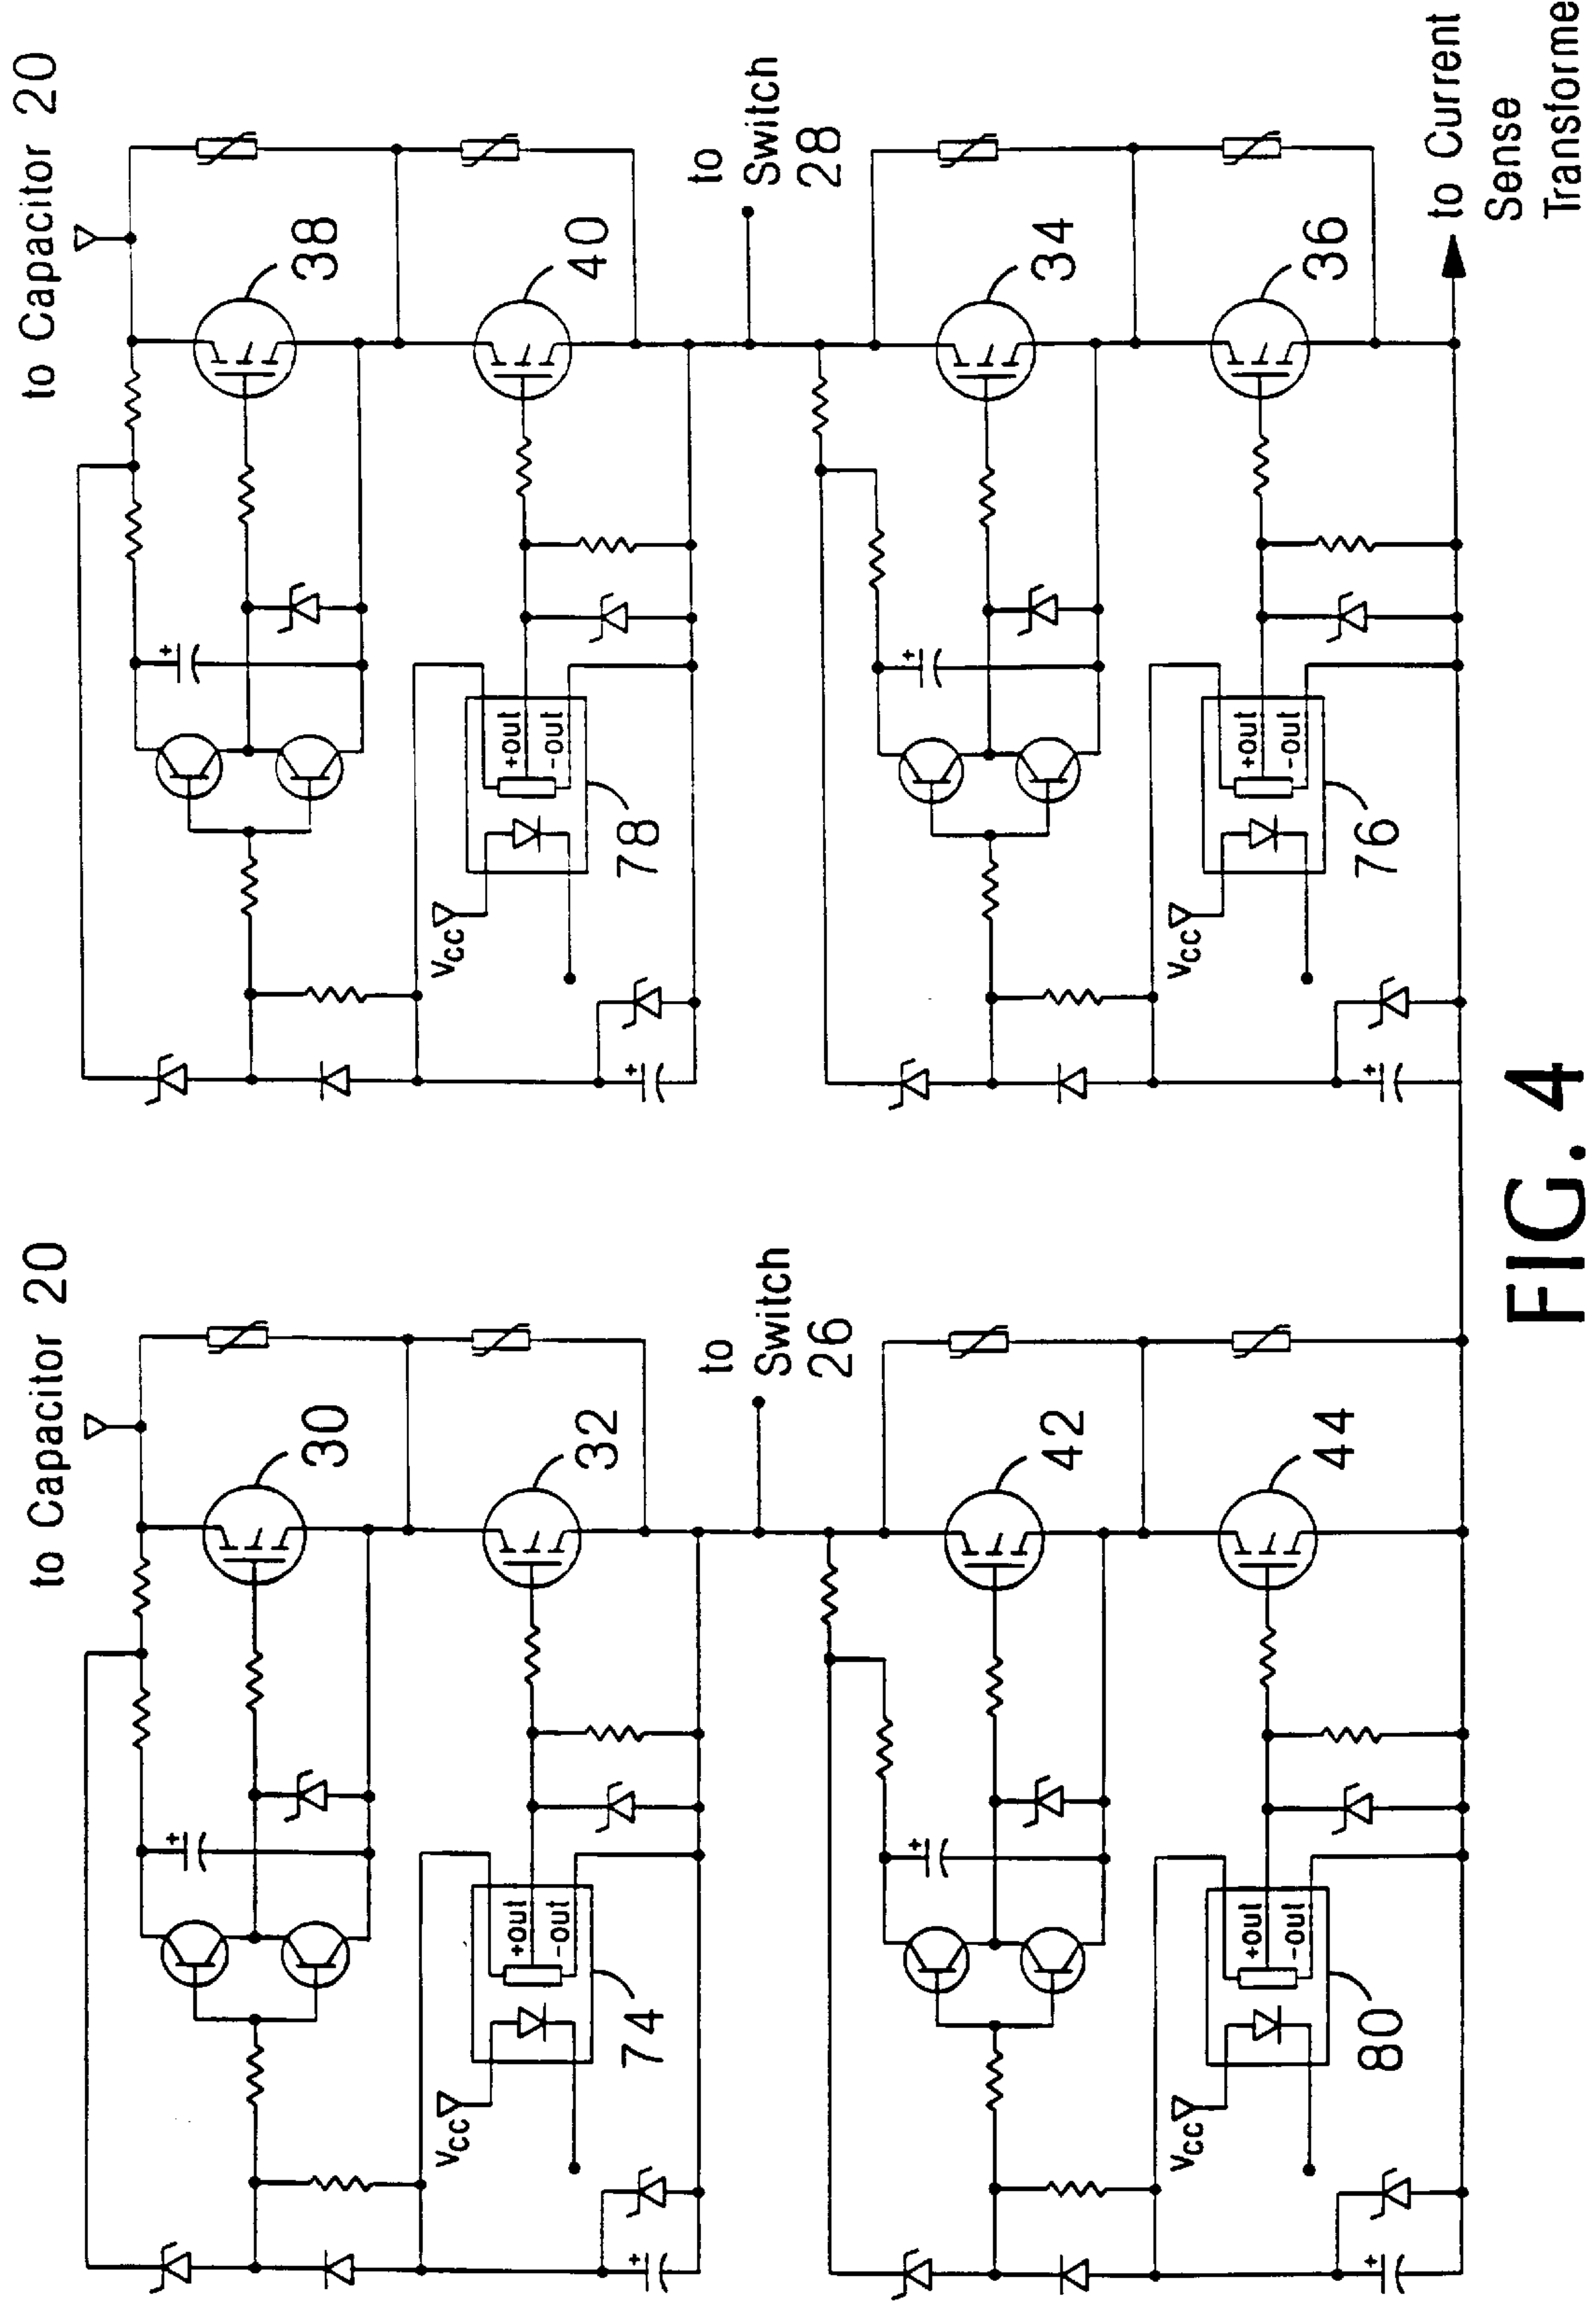 to Capacitor 20
30
32
74
Vcc
+out
-out
to
Switch
26
42
44
80
Vcc
+out
-out
to Capacitor 20
38
40
78
Vcc
+out
-out
to
Switch
28
34
36
76
Vcc
+out
-out
to Current
Sense
Transforme
FIG. 4